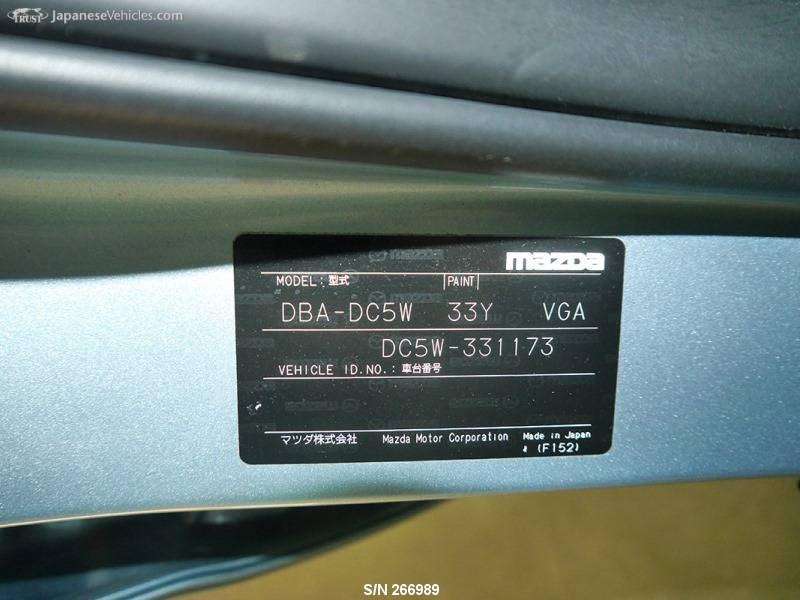 TRUST JapaneseVehicles.com
mazda
MODEL: 型式 PAINT
DBA-DC5W 33Y VGA
DC5W-331173
VEHICLE ID.NO.: 車台番号
マツダ株式会社 Mazda Motor Corporation Made in Japan
(F152)
S/N 266989